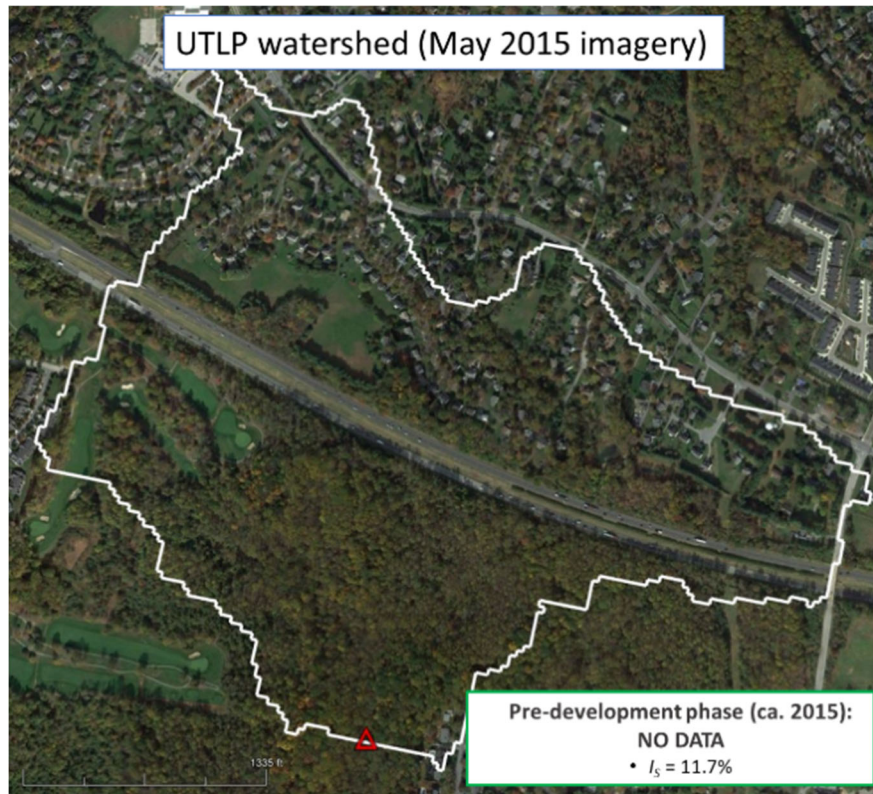 UTLP watershed (May 2015 imagery)
1335 ft
Pre-development phase (ca. 2015):
NO DATA
• Iₛ = 11.7%